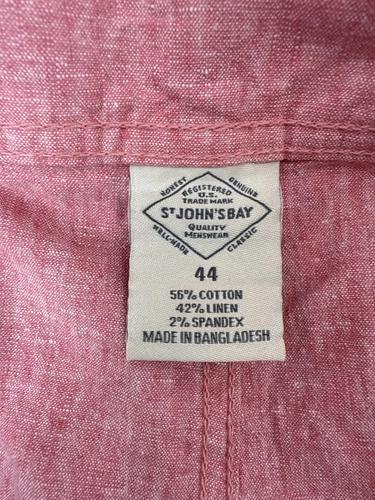 HONEST GENUINE
REGISTERED
U.S.
TRADE MARK
ST JOHN'S BAY
QUALITY
MENSWEAR
WELL-MADE CLASSIC
44
56% COTTON
42% LINEN
2% SPANDEX
MADE IN BANGLADESH